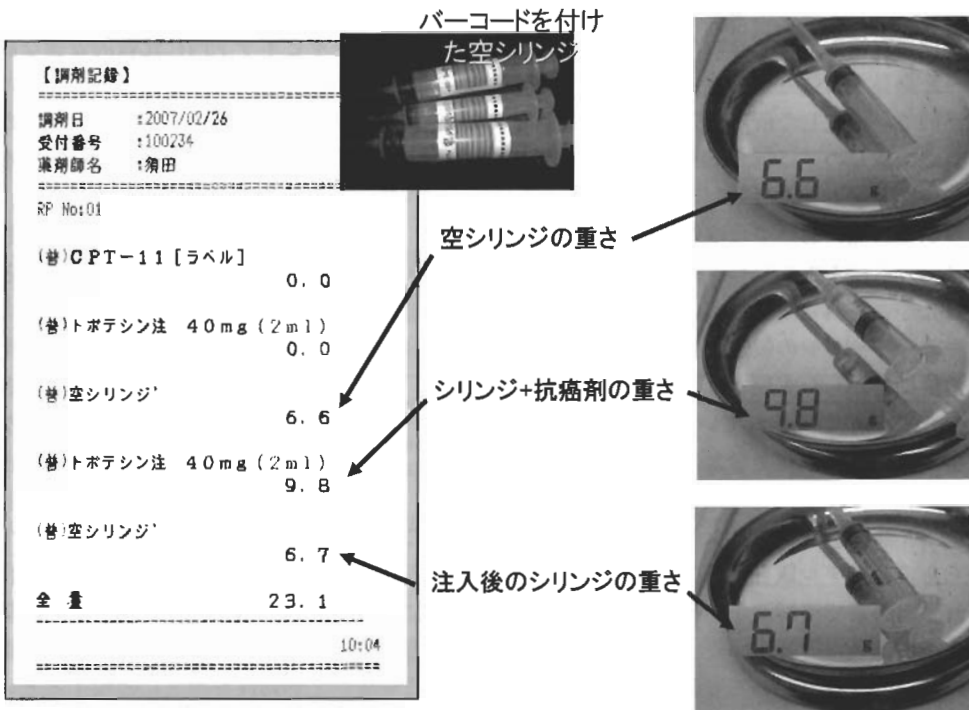 バーコードを付け
た空シリンジ
【調剤記録】
調剤日 :2007/02/26
受付番号 :100234
薬剤師名 :須田
RP No:01
(普)CPT-11[ラベル]
0.0
(普)トポテシン注 40mg(2ml)
0.0
(普)空シリンジ
6.6
(普)トポテシン注 40mg(2ml)
9.8
(普)空シリンジ
6.7
全 量 23.1
10:04
空シリンジの重さ
シリンジ+抗癌剤の重さ
注入後のシリンジの重さ
6.6 g
9.8 g
6.7 g